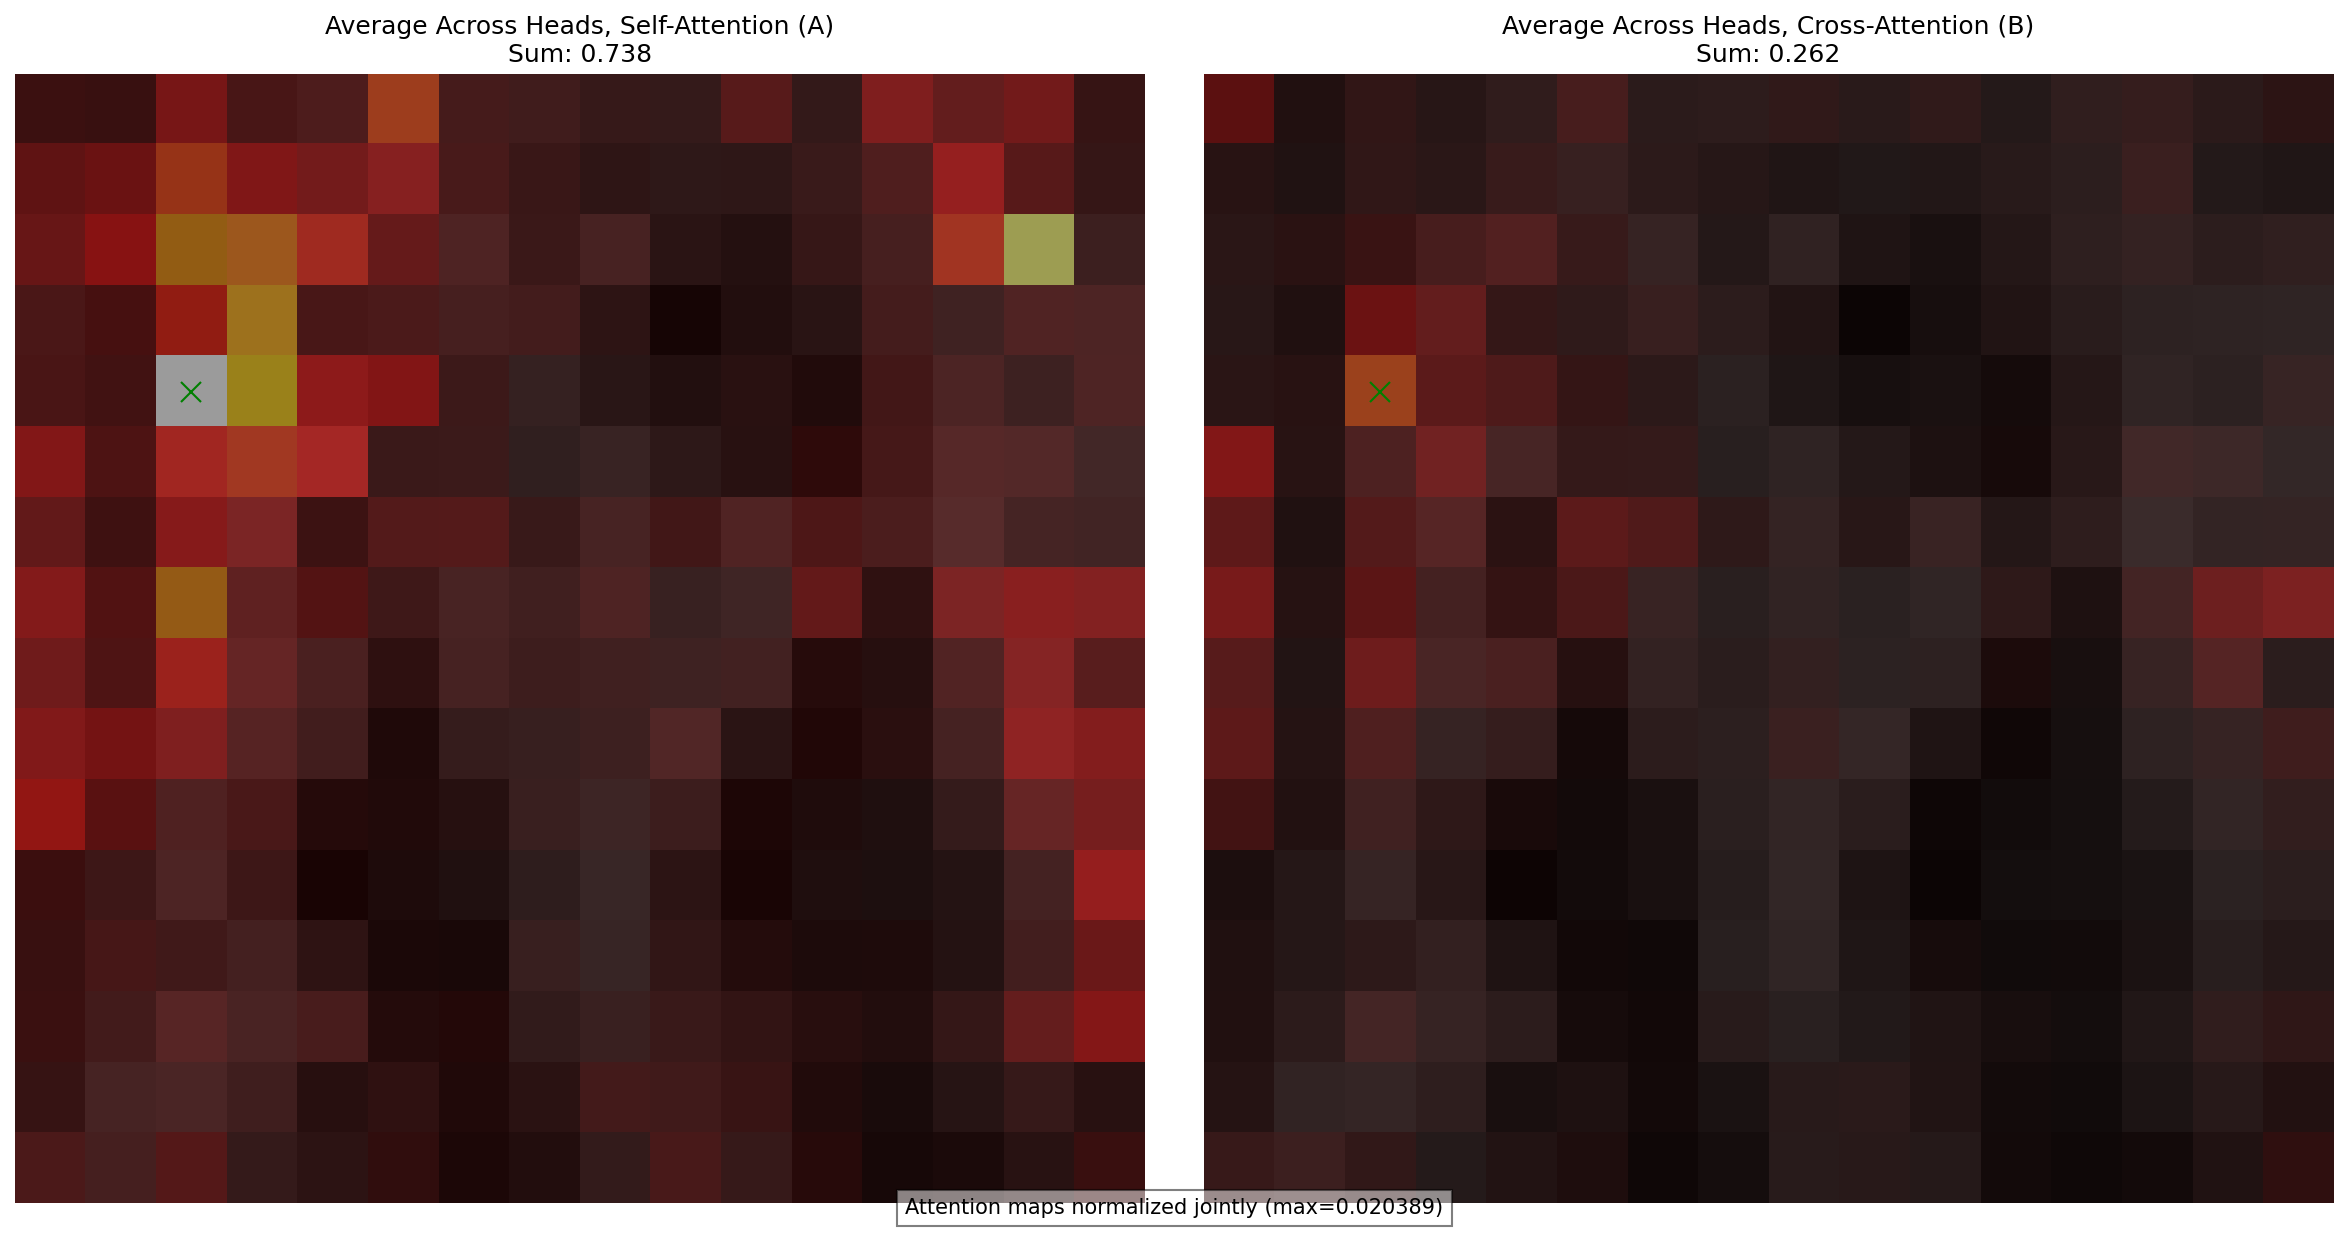 Average Across Heads, Self-Attention (A)
Sum: 0.738
Average Across Heads, Cross-Attention (B)
Sum: 0.262
Attention maps normalized jointly (max=0.020389)